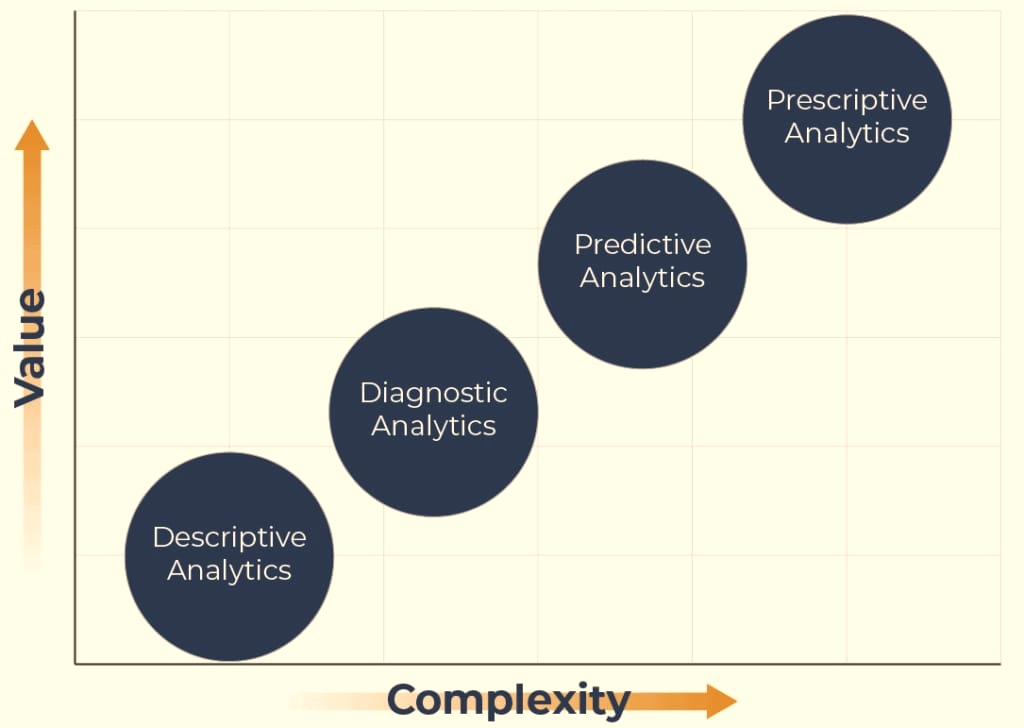 Prescriptive
Analytics
Predictive
Analytics
Diagnostic
Analytics
Descriptive
Analytics
Value
Complexity